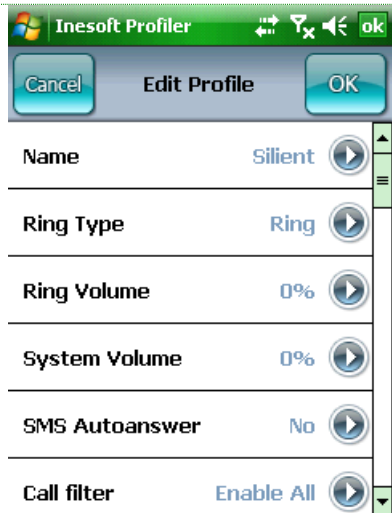 Inesoft Profiler ok
Cancel Edit Profile OK
Name Silient
Ring Type Ring
Ring Volume 0%
System Volume 0%
SMS Autoanswer No
Call filter Enable All